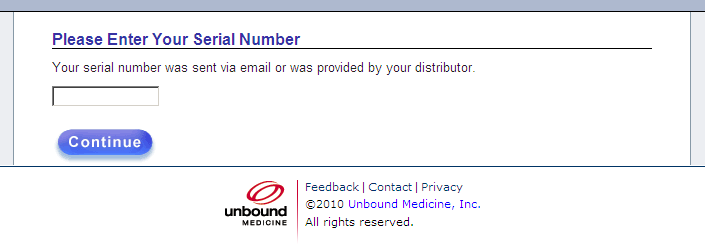 Please Enter Your Serial Number
Your serial number was sent via email or was provided by your distributor.
Continue
unbound
MEDICINE
Feedback | Contact | Privacy
©2010 Unbound Medicine, Inc.
All rights reserved.